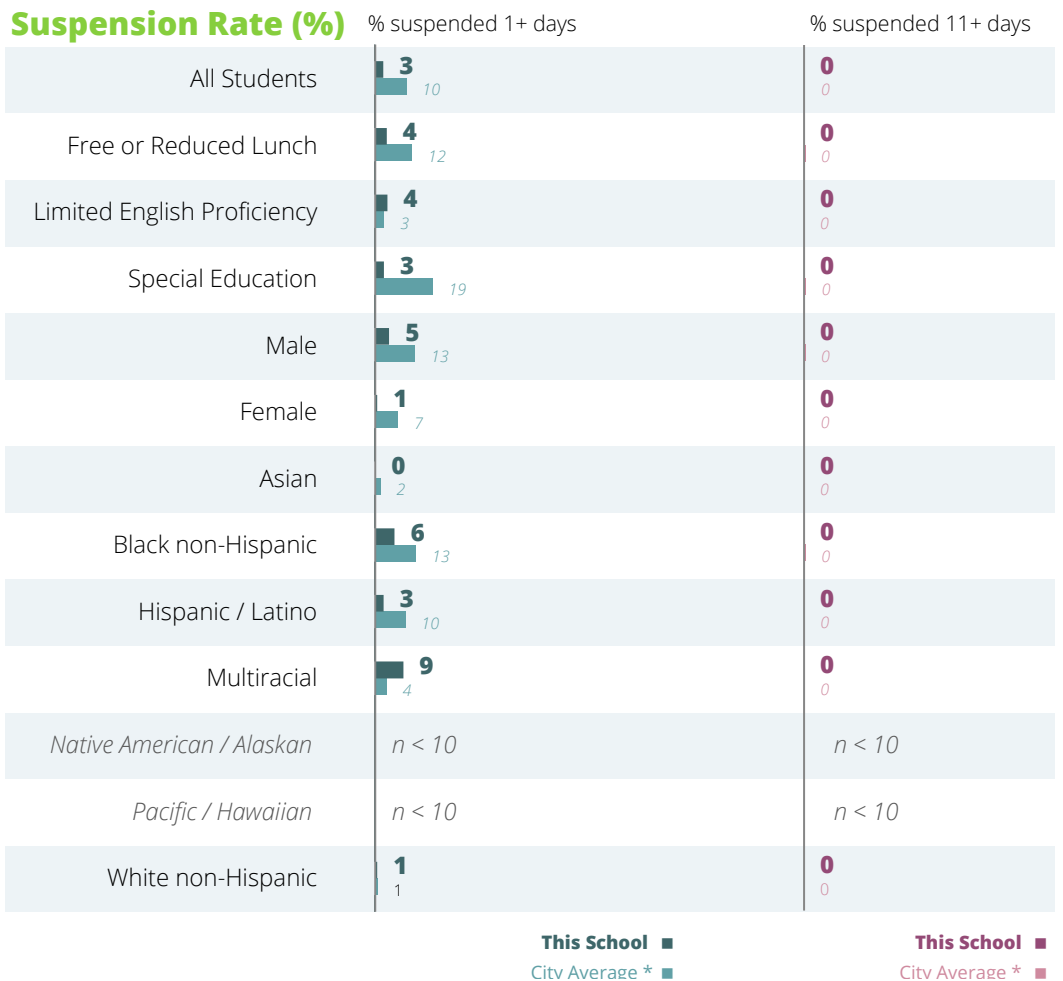 Suspension Rate (%) % suspended 1+ days % suspended 11+ days
All Students 3 0
10 0
Free or Reduced Lunch 4 0
12 0
Limited English Proficiency 4 0
3 0
Special Education 3 0
19 0
Male 5 0
13 0
Female 1 0
7 0
Asian 0 0
2 0
Black non-Hispanic 6 0
13 0
Hispanic / Latino 3 0
10 0
Multiracial 9 0
4 0
Native American / Alaskan n < 10 n < 10
Pacific / Hawaiian n < 10 n < 10
White non-Hispanic 1 0
1 0
This School This School
City Average * City Average *